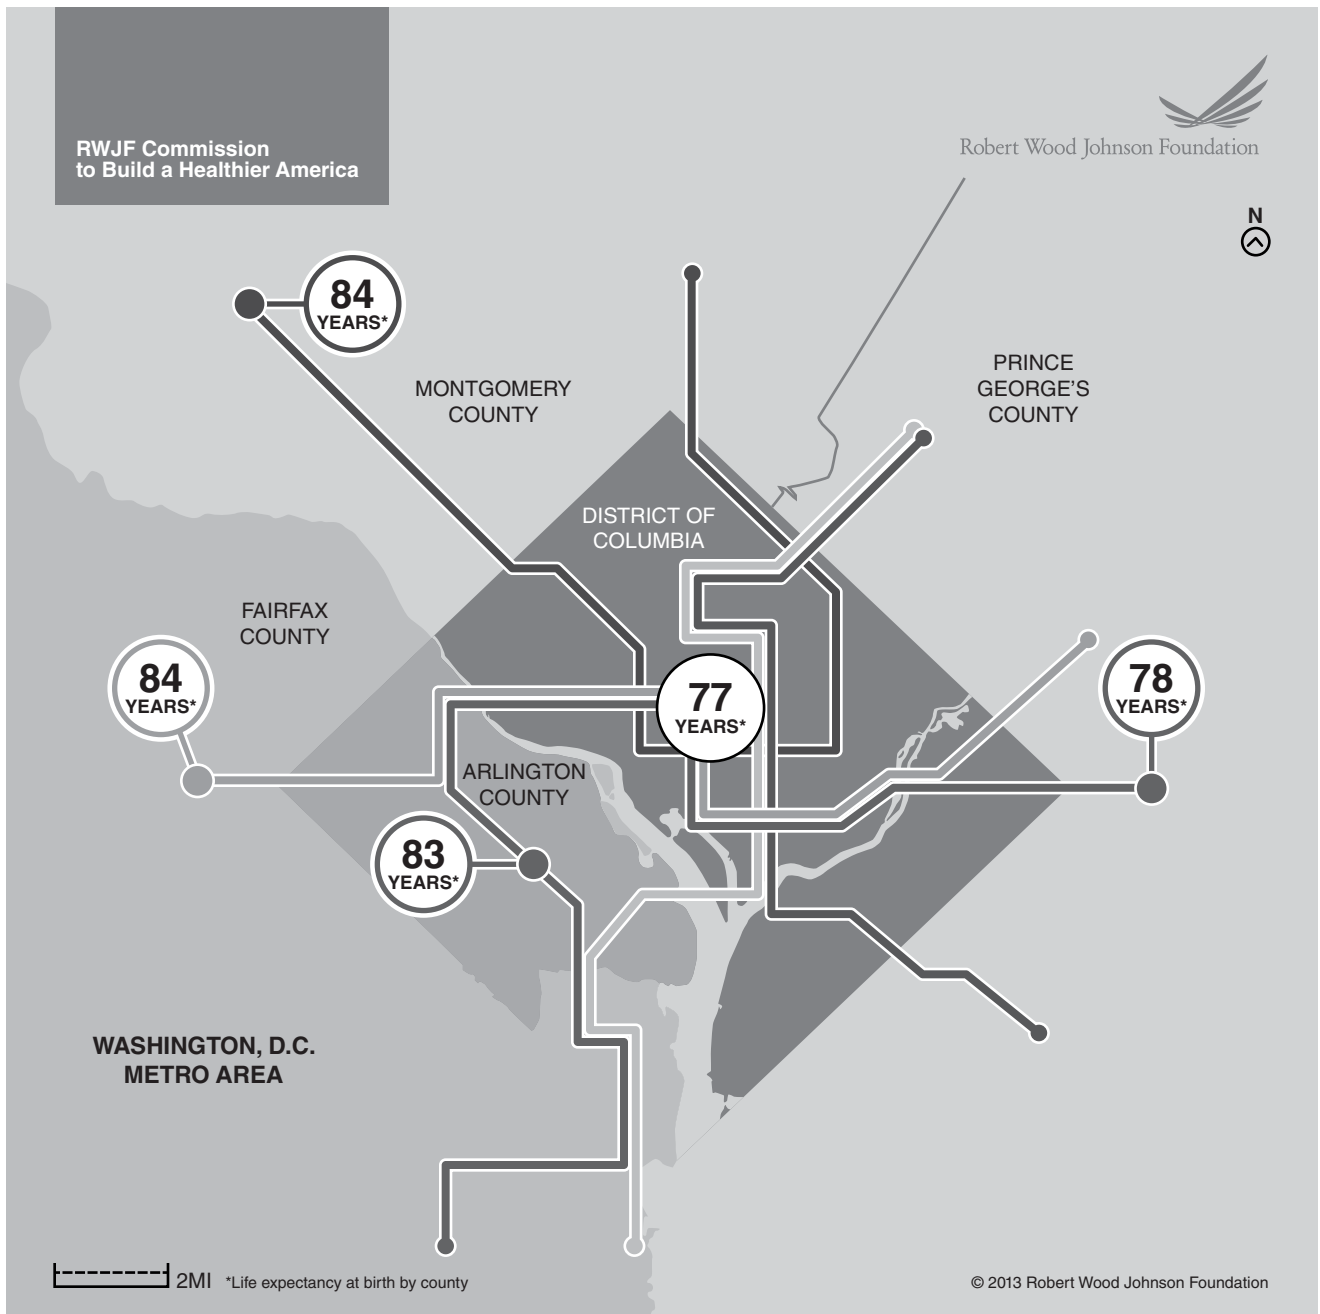 RWJF Commission
to Build a Healthier America
Robert Wood Johnson Foundation
N
84
YEARS*
MONTGOMERY
COUNTY
PRINCE
GEORGE’S
COUNTY
DISTRICT OF
COLUMBIA
FAIRFAX
COUNTY
84
YEARS*
77
YEARS*
78
YEARS*
ARLINGTON
COUNTY
83
YEARS*
WASHINGTON, D.C.
METRO AREA
2MI
*Life expectancy at birth by county
© 2013 Robert Wood Johnson Foundation